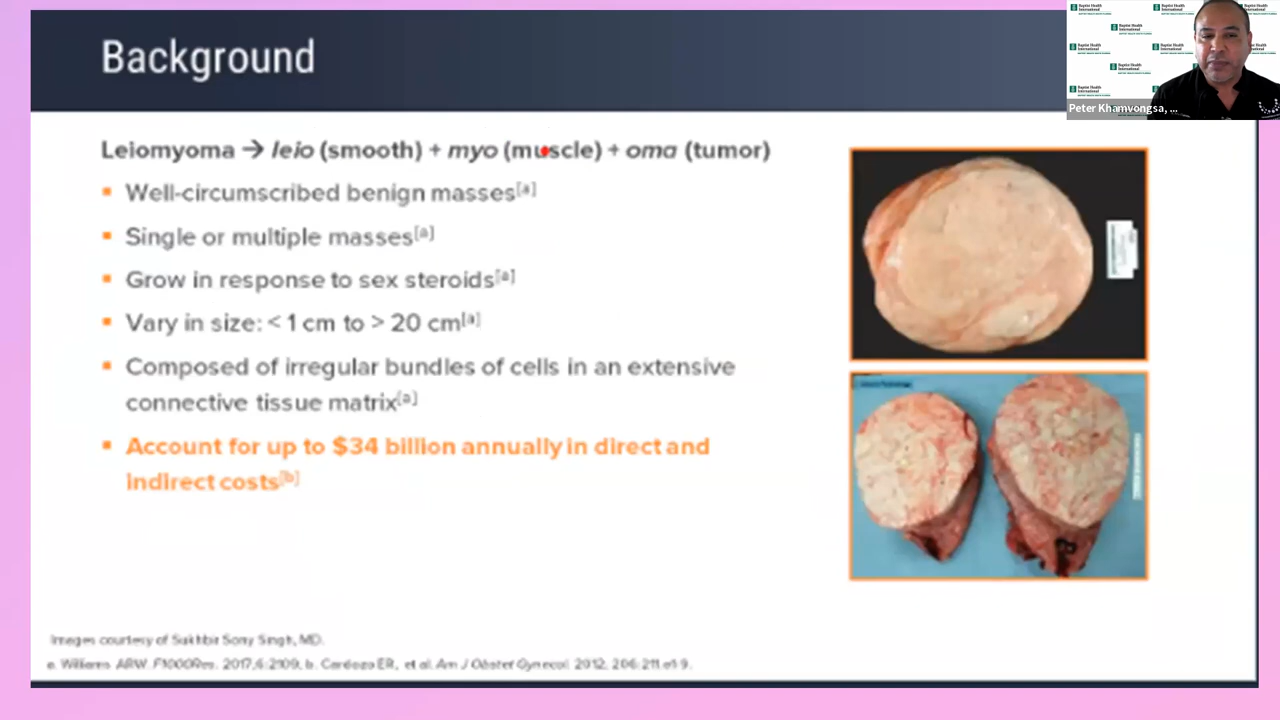 Background
Leiomyoma → leio (smooth) + myo (muscle) + oma (tumor)
▪ Well-circumscribed benign masses[a]
▪ Single or multiple masses[a]
▪ Grow in response to sex steroids[a]
▪ Vary in size: < 1 cm to > 20 cm[a]
▪ Composed of irregular bundles of cells in an extensive
connective tissue matrix[a]
▪ Account for up to $34 billion annually in direct and
indirect costs[b]
Images courtesy of Sukhbir Sony Singh, MD.
a. Williams ARW. F1000Res. 2017;6:2109; b. Cardozo ER, et al. Am J Obstet Gynecol. 2012; 206:211.e1-9.
Baptist Health
International
Peter Khamvongsa, ...